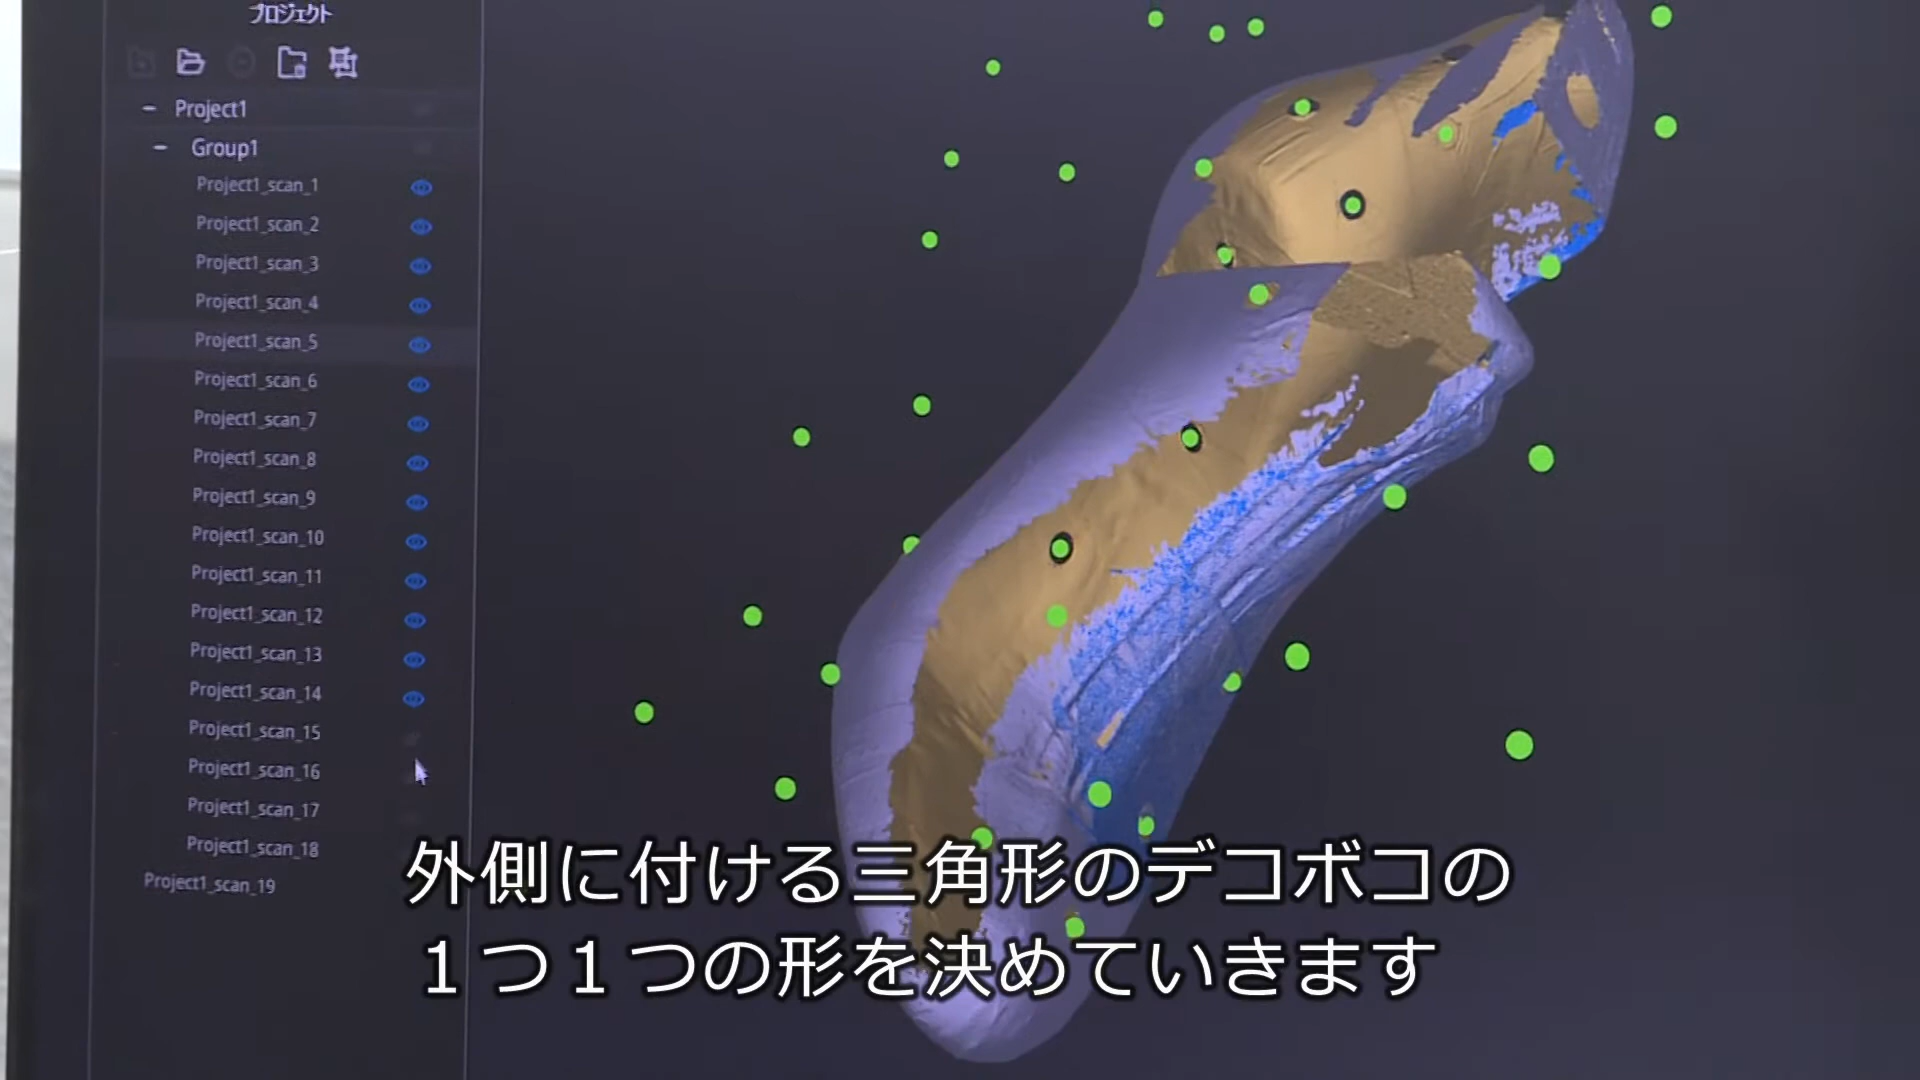 プロジェクト
Project1
Group1
Project1_scan_1
Project1_scan_2
Project1_scan_3
Project1_scan_4
Project1_scan_5
Project1_scan_6
Project1_scan_7
Project1_scan_8
Project1_scan_9
Project1_scan_10
Project1_scan_11
Project1_scan_12
Project1_scan_13
Project1_scan_14
Project1_scan_15
Project1_scan_16
Project1_scan_17
Project1_scan_18
Project1_scan_19
外側に付ける三角形のデコボコの
１つ１つの形を決めていきます